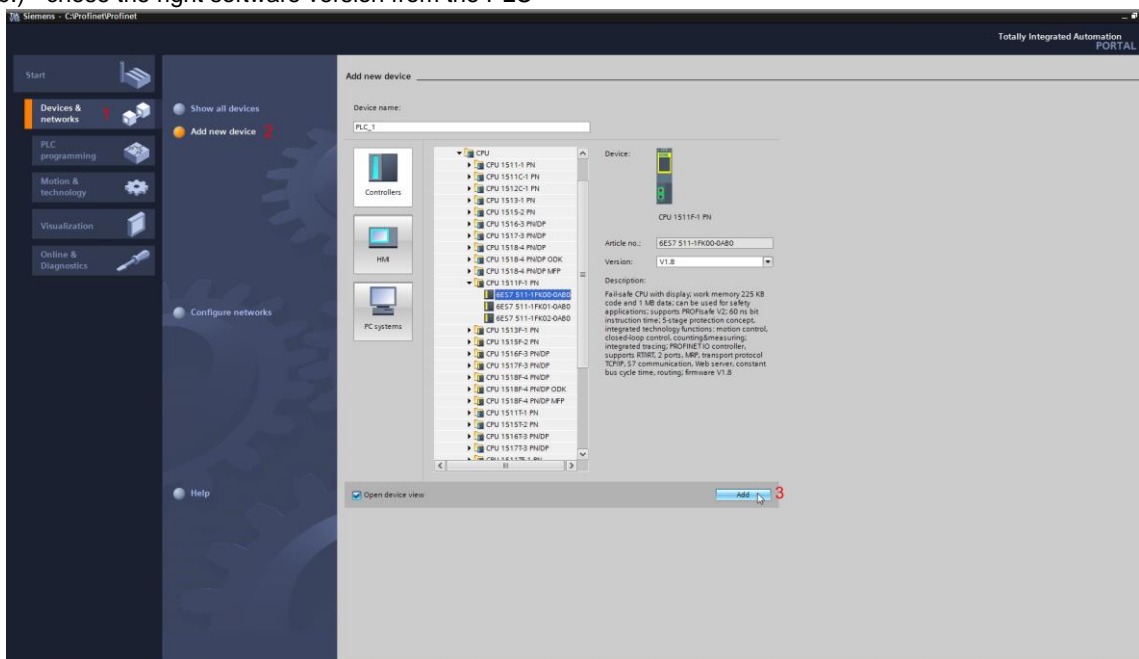 chose the right software version from the PLC
Siemens - C:\Profinet\Profinet
Totally Integrated Automation
PORTAL
Start
Devices &
networks
1
PLC
programming
Motion &
technology
Visualization
Online &
Diagnostics
Show all devices
Add new device 2
Configure networks
Help
Add new device
Device name:
PLC_1
Controllers
HMI
PC systems
CPU
CPU 1511-1 PN
CPU 1511C-1 PN
CPU 1512C-1 PN
CPU 1513-1 PN
CPU 1515-2 PN
CPU 1516-3 PN/DP
CPU 1517-3 PN/DP
CPU 1518-4 PN/DP
CPU 1518-4 PN/DP ODK
CPU 1518-4 PN/DP MFP
CPU 1511F-1 PN
6ES7 511-1FK00-0AB0
6ES7 511-1FK01-0AB0
6ES7 511-1FK02-0AB0
CPU 1513F-1 PN
CPU 1515F-2 PN
CPU 1516F-3 PN/DP
CPU 1517F-3 PN/DP
CPU 1518F-4 PN/DP
CPU 1518F-4 PN/DP ODK
CPU 1518F-4 PN/DP MFP
CPU 1511T-1 PN
CPU 1515T-2 PN
CPU 1516T-3 PN/DP
CPU 1517T-3 PN/DP
Device:
CPU 1511F-1 PN
Article no.: 6ES7 511-1FK00-0AB0
Version: V1.8
Description:
Fail-safe CPU with display; work memory 225 KB
code and 1 MB data; can be used for safety
applications; supports PROFIsafe V2; 60 ns bit
instruction time; 5-stage protection concept,
integrated technology functions: motion control,
closed-loop control, counting&measuring;
integrated tracing; PROFINET IO controller,
supports RT/IRT, 2 ports, MRP, transport protocol
TCP/IP, S7 communication, Web server, constant
bus cycle time, routing; firmware V1.8
Open device view
Add 3